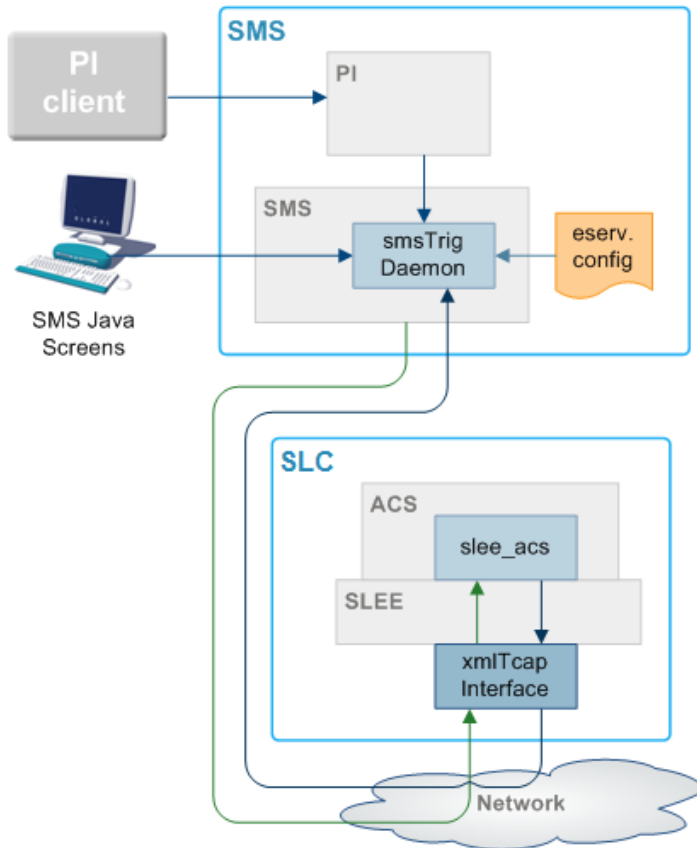 SMS
PI
client
PI
SMS
smsTrig
Daemon
eserv.
config
GLOBAL
SMS Java
Screens
SLC
ACS
slee_acs
SLEE
xmlTcap
Interface
Network